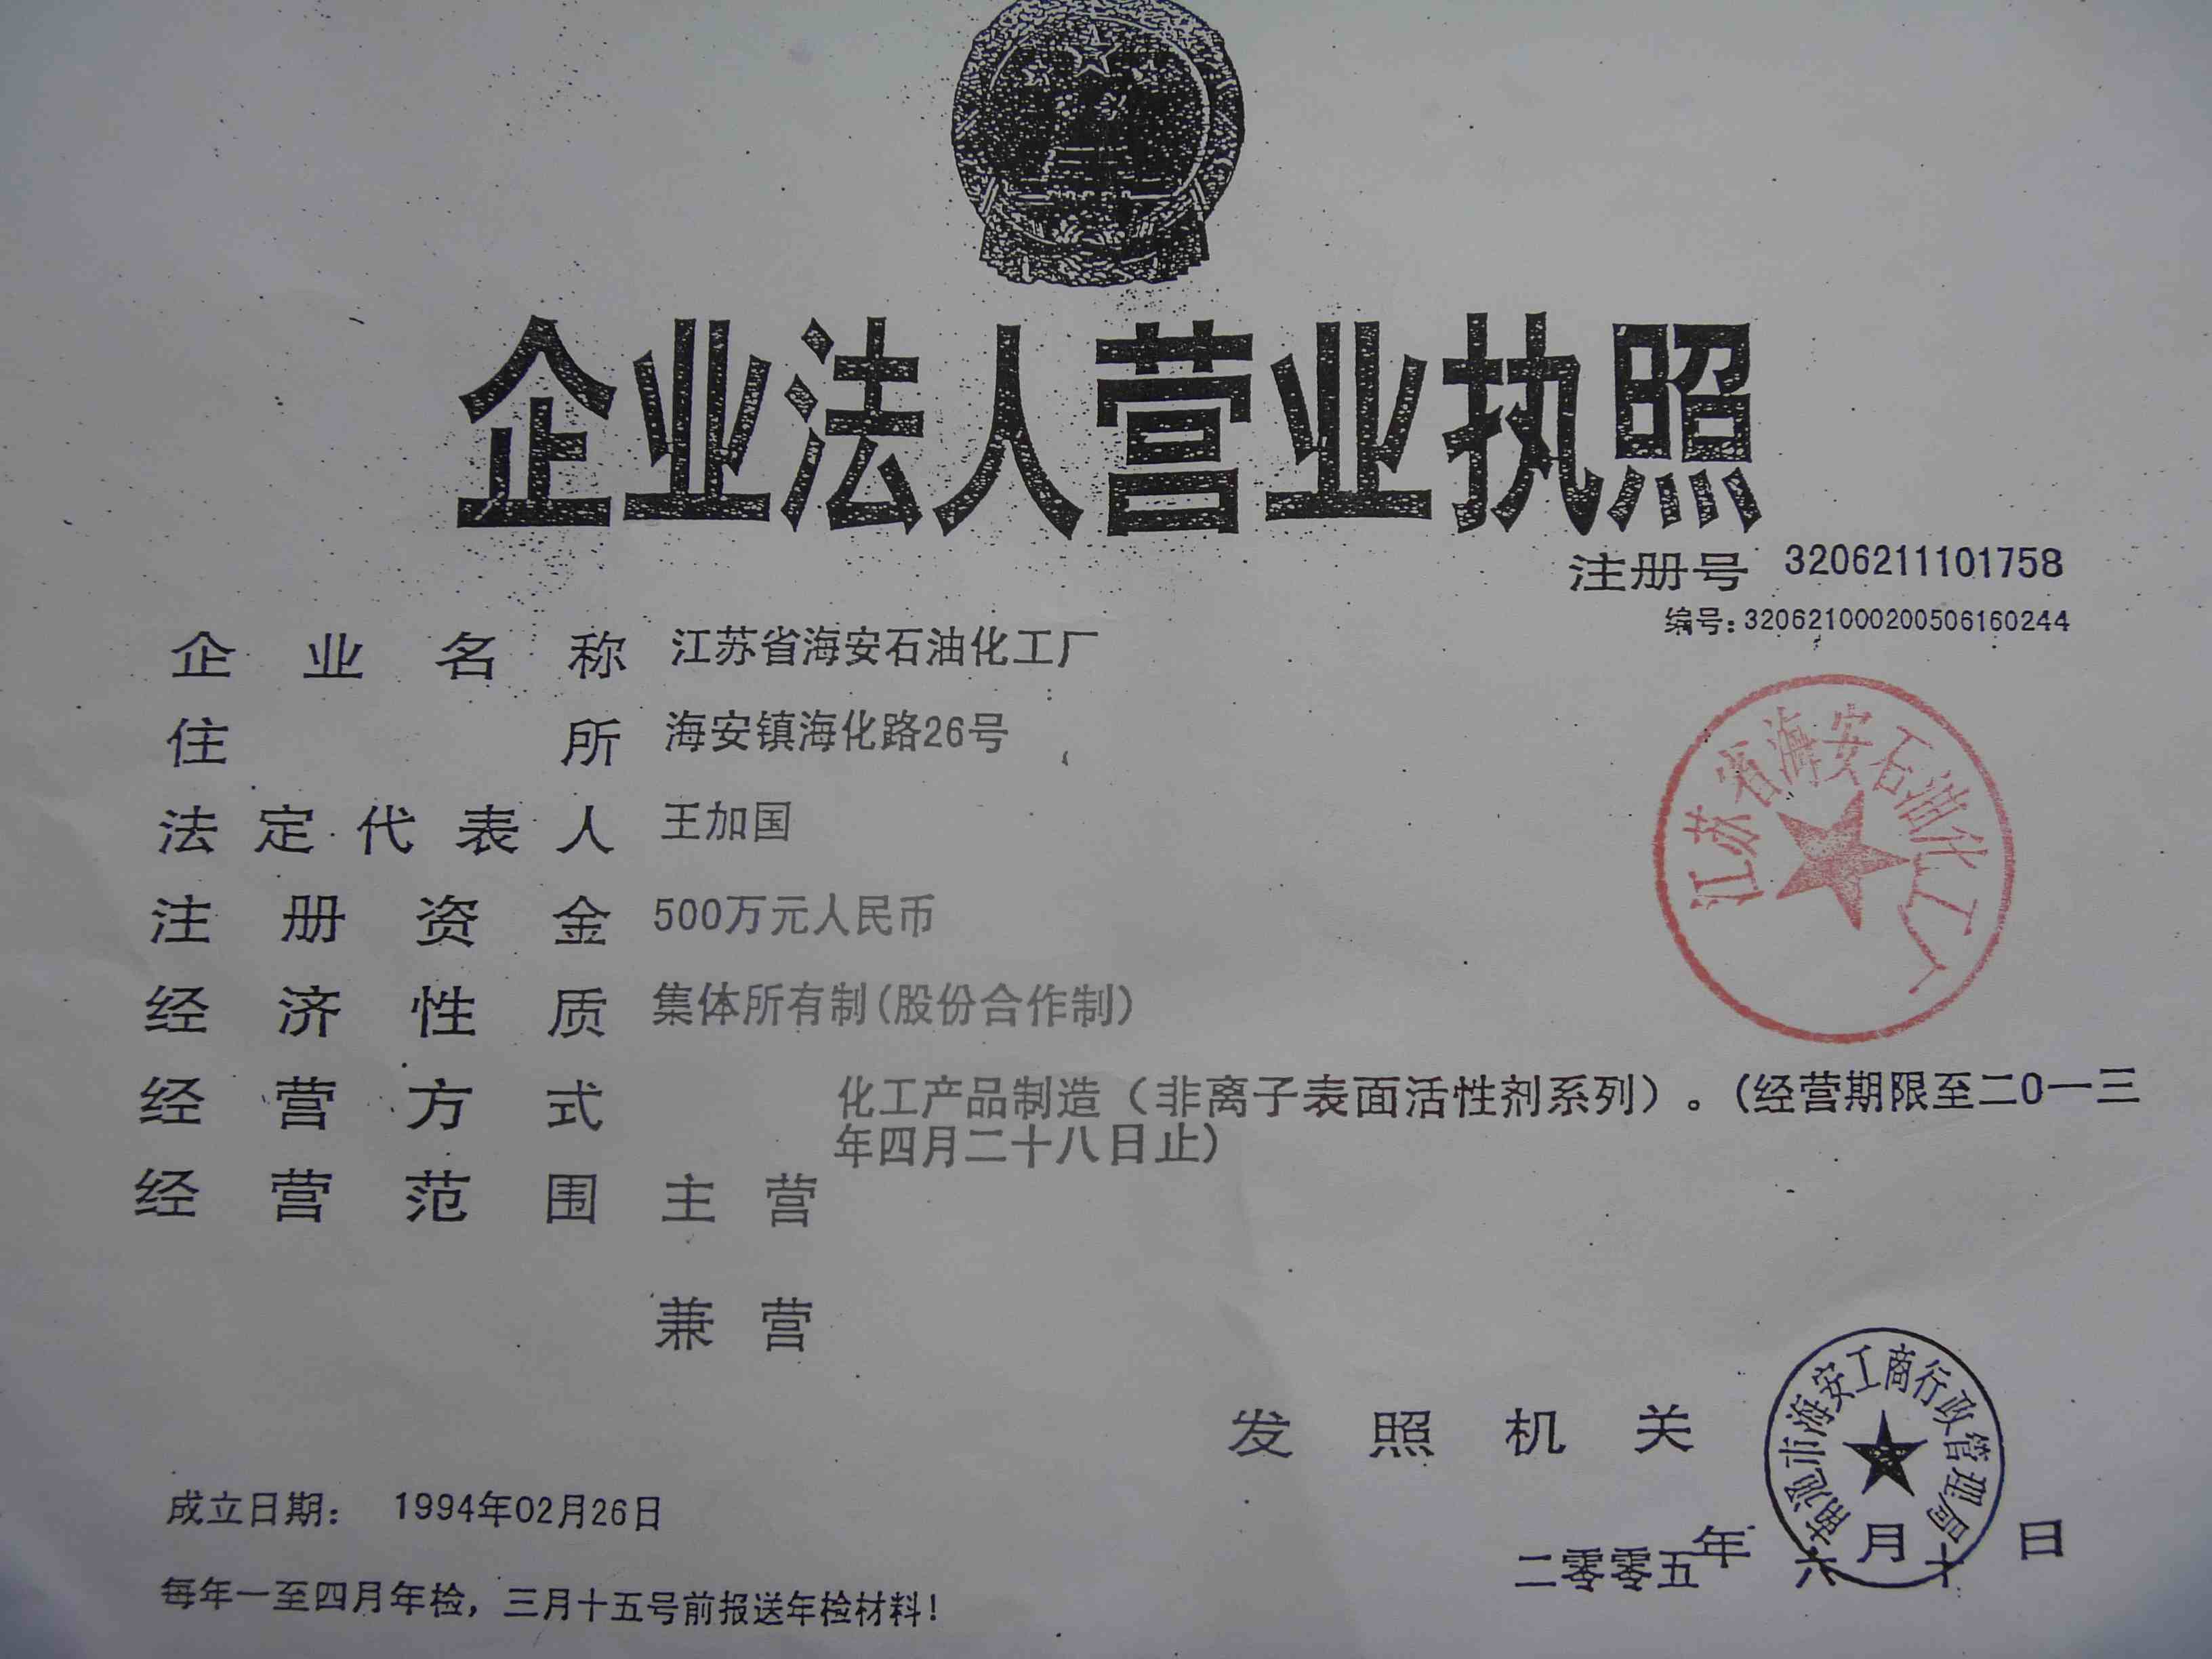 企业法人营业执照
注册号 3206211101758
编号:320621000200506160244
企业名称 江苏省海安石油化工厂
住所 海安镇海化路26号
法定代表人 王加国
注册资金 500万元人民币
经济性质 集体所有制(股份合作制)
经营方式
化工产品制造（非离子表面活性剂系列）。(经营期限至二0一三
年四月二十八日止)
经营范围 主营
兼营
江苏省海安石油化工厂
发照机关
南通市海安工商行政管理局
成立日期： 1994年02月26日
二零零五年六月十日
每年一至四月年检，三月十五号前报送年检材料！